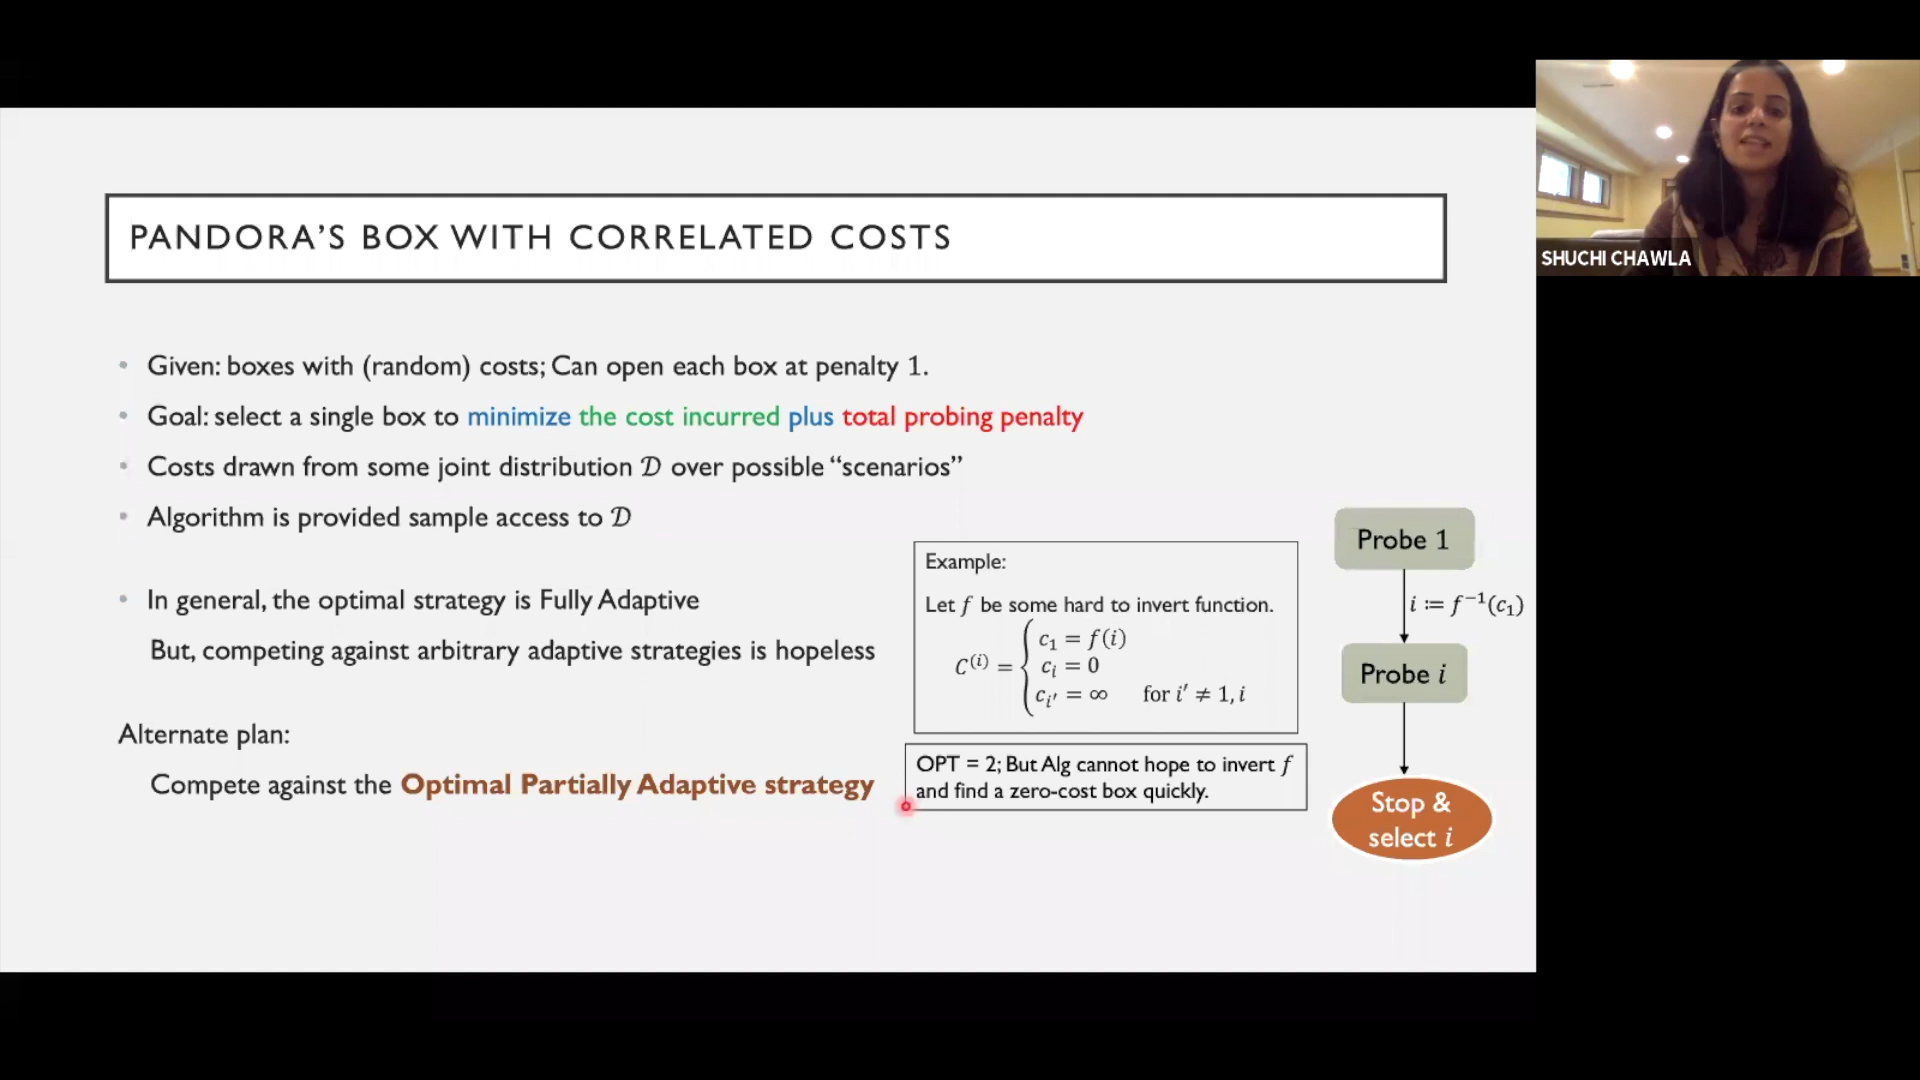 PANDORA'S BOX WITH CORRELATED COSTS
SHUCHI CHAWLA
• Given: boxes with (random) costs; Can open each box at penalty 1.
• Goal: select a single box to minimize the cost incurred plus total probing penalty
• Costs drawn from some joint distribution 𝒟 over possible “scenarios”
• Algorithm is provided sample access to 𝒟
• In general, the optimal strategy is Fully Adaptive
But, competing against arbitrary adaptive strategies is hopeless
Alternate plan:
Compete against the Optimal Partially Adaptive strategy
Example:
Let f be some hard to invert function.
C⁽ⁱ⁾ = { c₁ = f(i)
cᵢ = 0
cᵢ′ = ∞ for i′ ≠ 1, i
OPT = 2; But Alg cannot hope to invert f
and find a zero-cost box quickly.
Probe 1
i ≔ f⁻¹(c₁)
Probe i
Stop &
select i